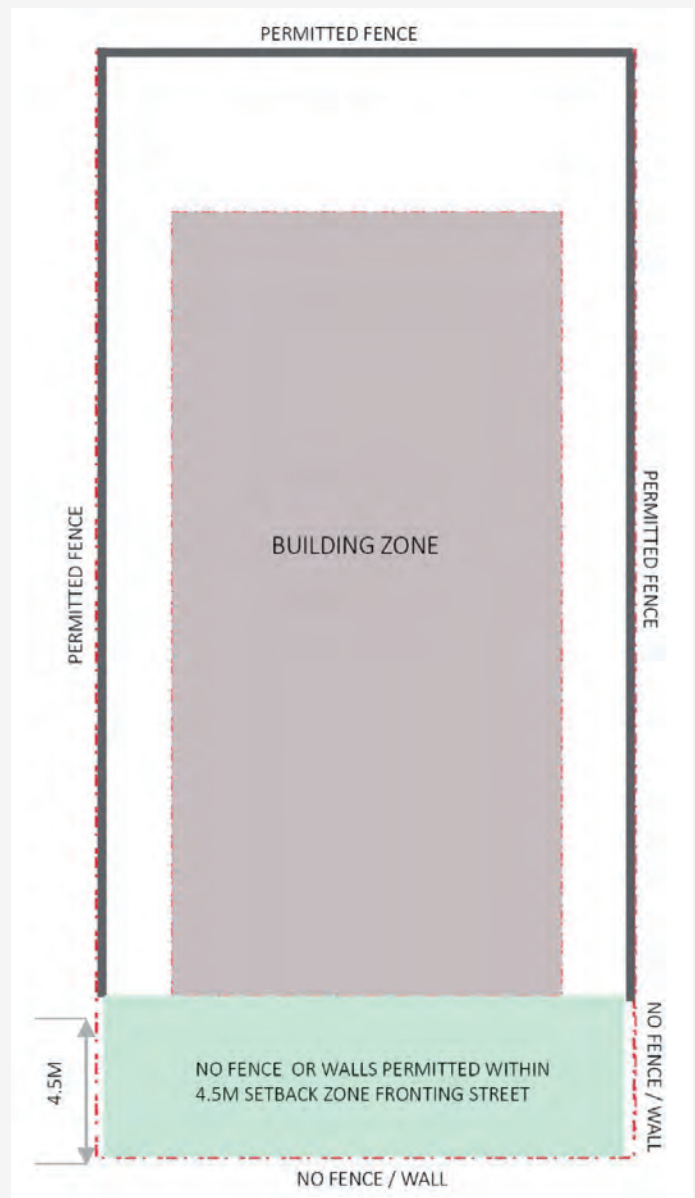 PERMITTED FENCE
PERMITTED FENCE
BUILDING ZONE
PERMITTED FENCE
4.5M
NO FENCE OR WALLS PERMITTED WITHIN
4.5M SETBACK ZONE FRONTING STREET
NO FENCE / WALL
NO FENCE / WALL